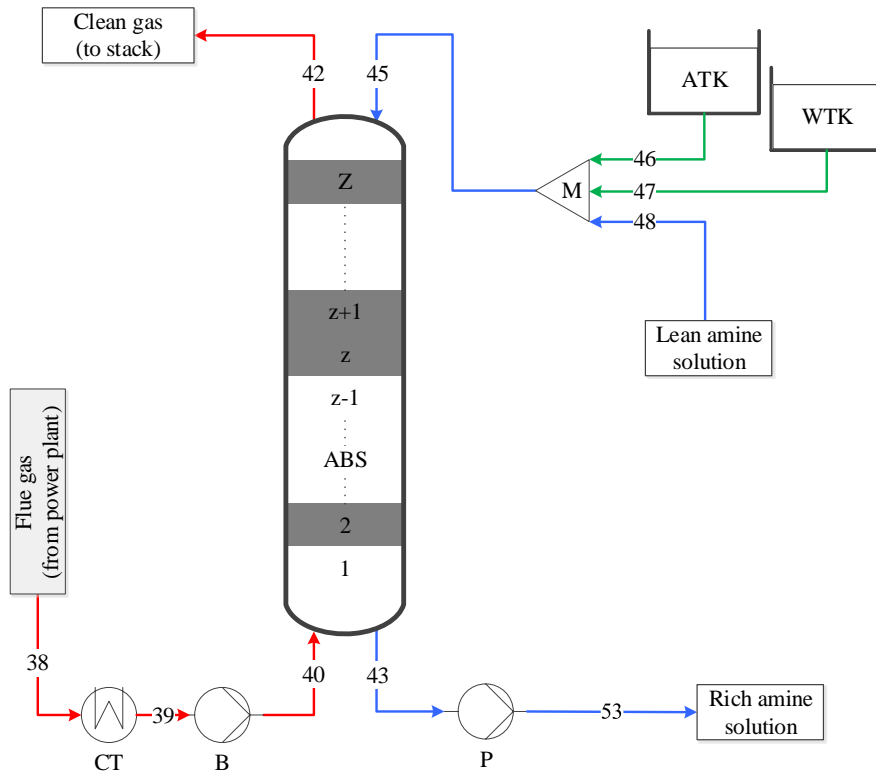 Clean gas
(to stack)
42
45
ATK
WTK
46
M
47
48
Z
z+1
z
z-1
ABS
2
1
Lean amine
solution
Flue gas
(from power plant)
38
39
40
43
53
CT
B
P
Rich amine
solution